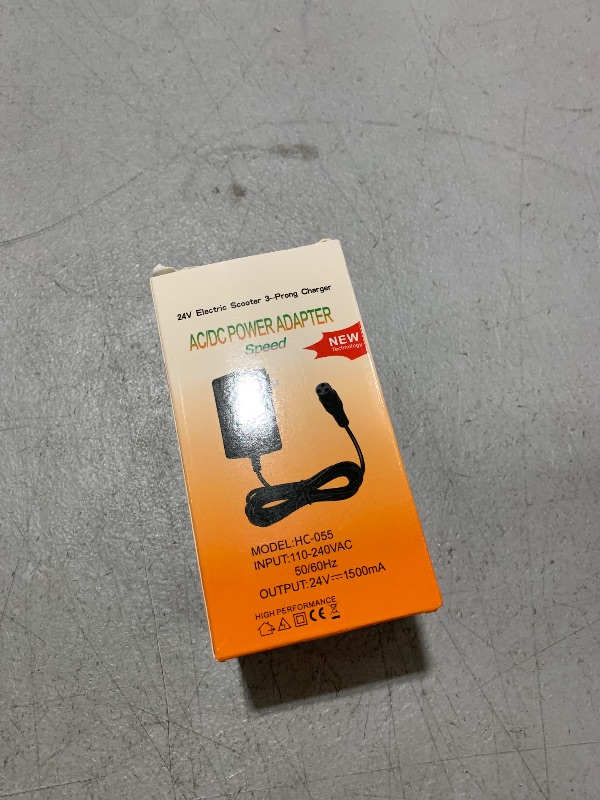 24V Electric Scooter 3-Prong Charger
AC/DC POWER ADAPTER
Speed
NEW
Technology
MODEL:HC-055
INPUT:110-240VAC
50/60Hz
OUTPUT:24V⎓1500mA
HIGH PERFORMANCE
CE